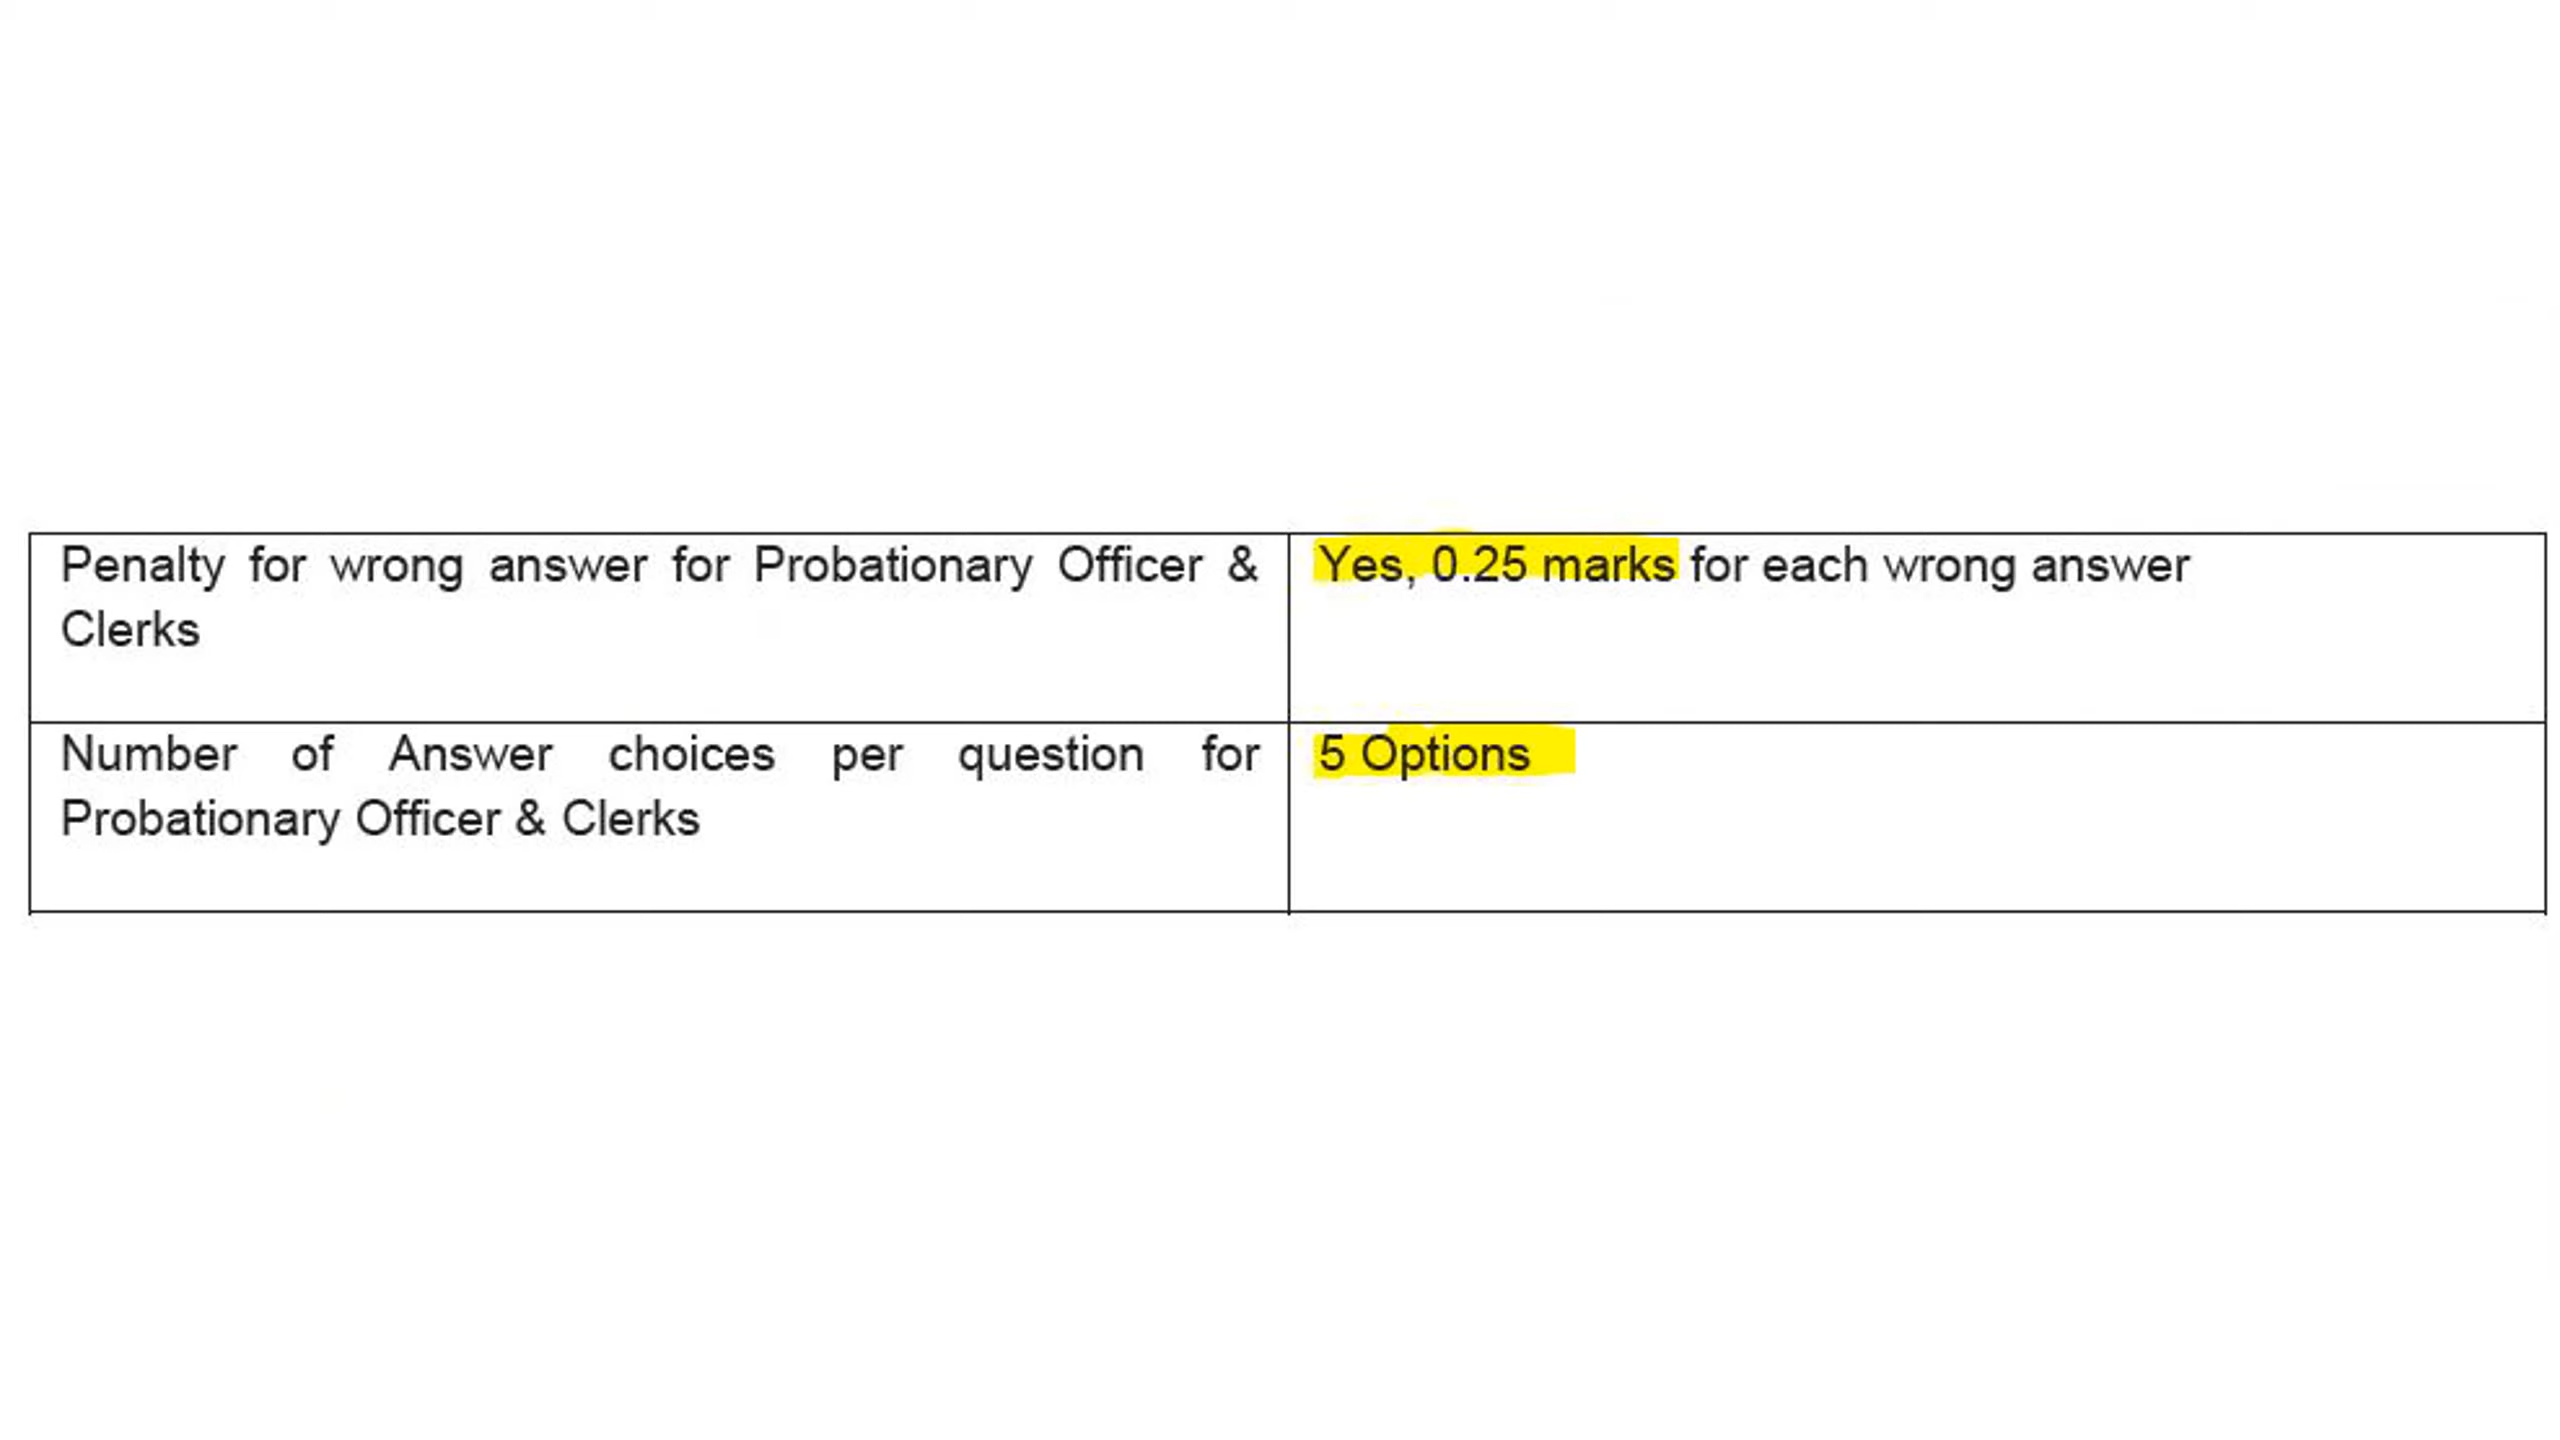 Penalty for wrong answer for Probationary Officer &
Clerks
Yes, 0.25 marks for each wrong answer
Number of Answer choices per question for
Probationary Officer & Clerks
5 Options